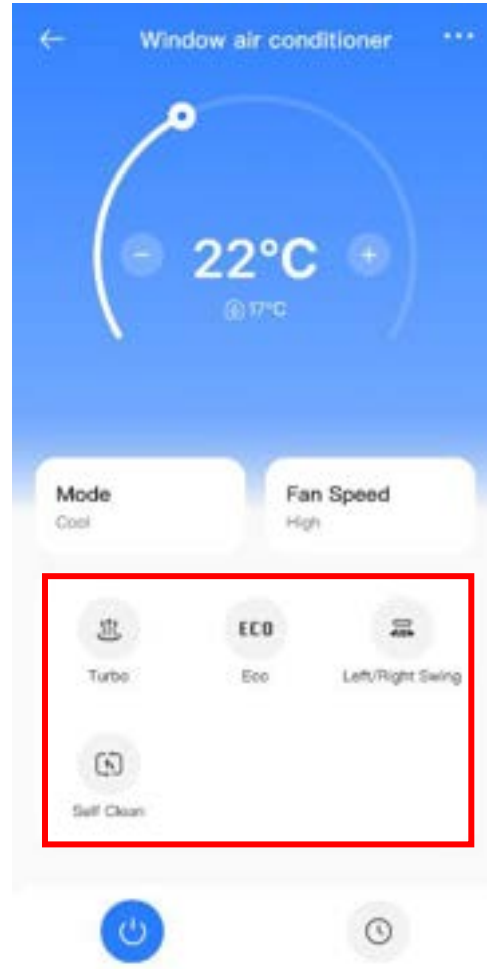 Window air conditioner
22°C
17°C
Mode
Cool
Fan Speed
High
ECO
Turbo
Eco
Left/Right Swing
Self Clean